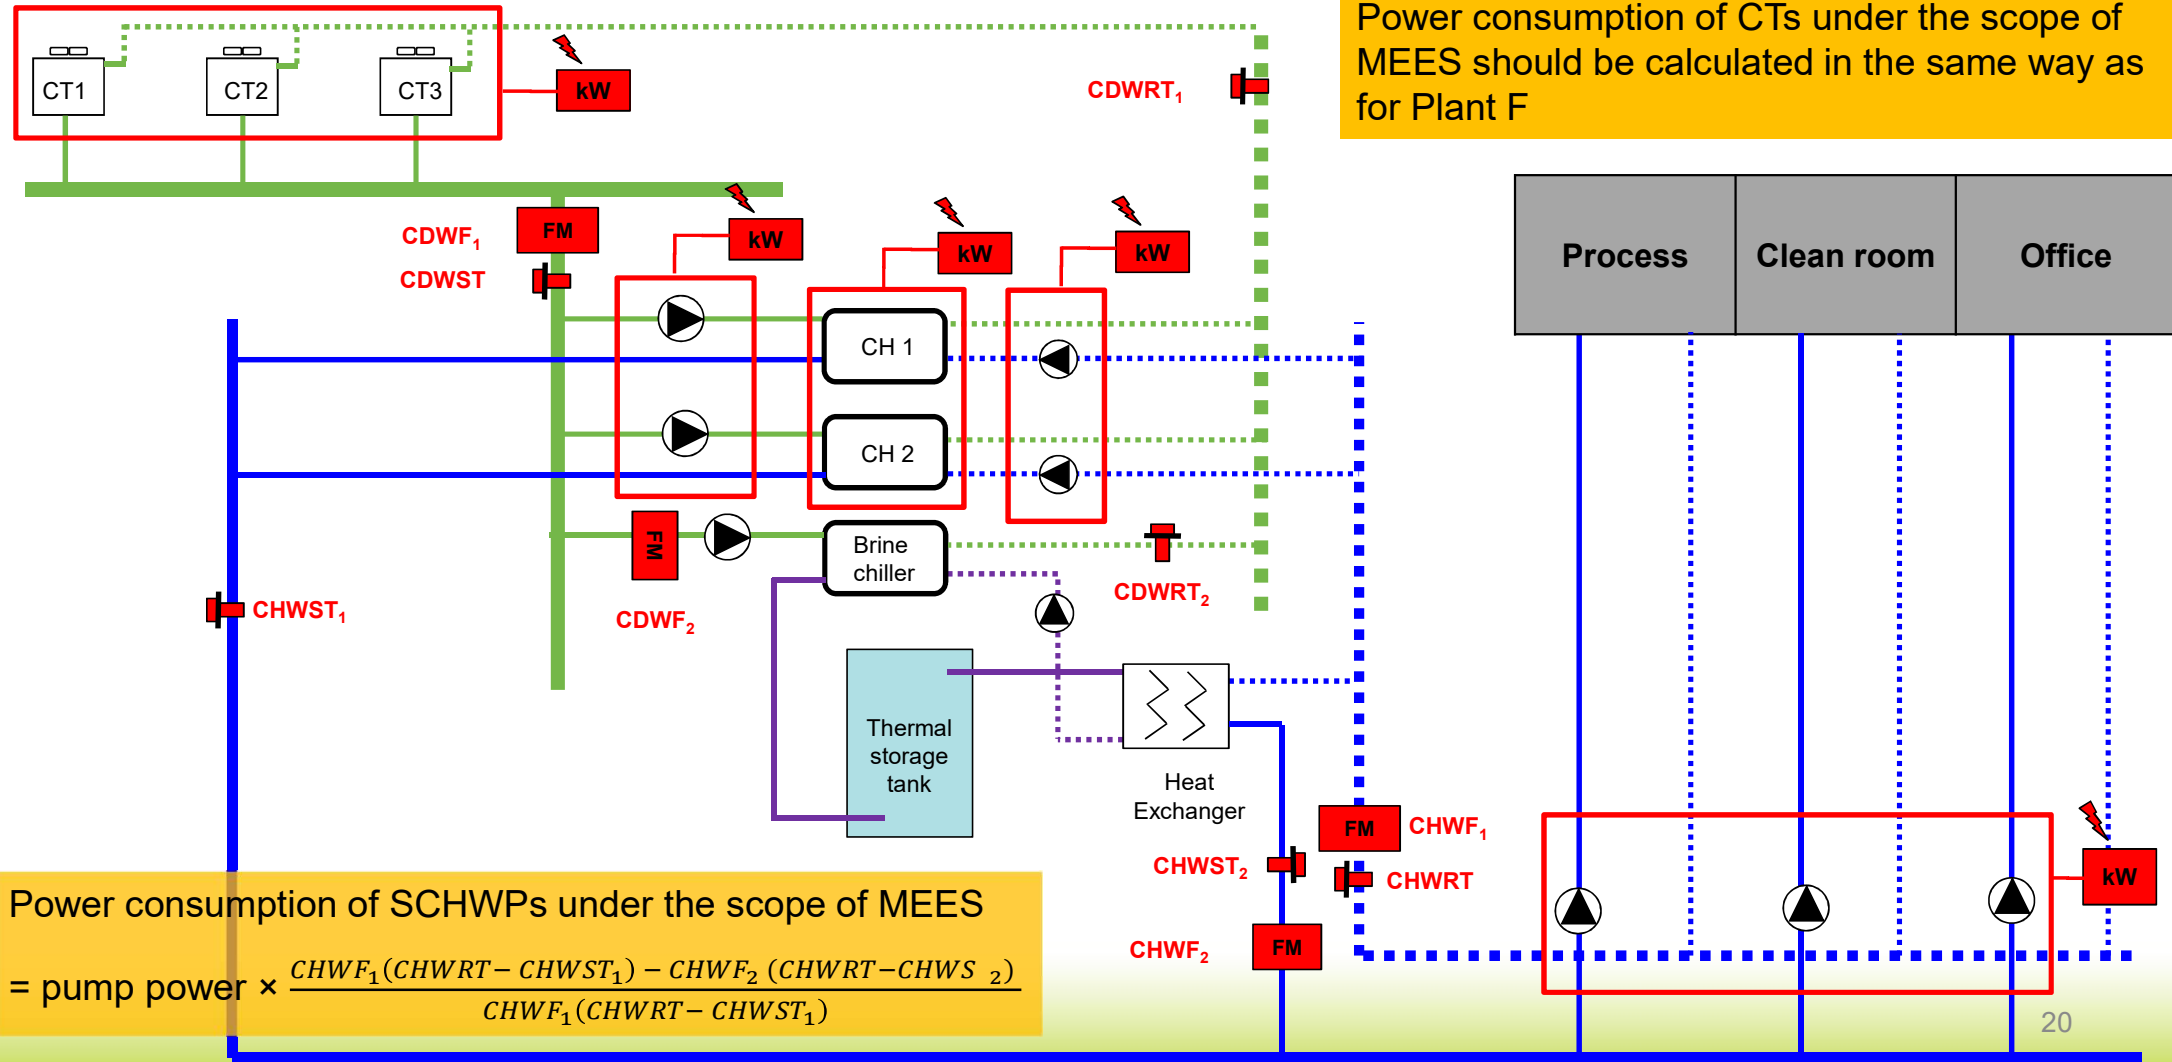 Power consumption of CTs under the scope of
MEES should be calculated in the same way as
for Plant F
CT1
CT2
CT3
kW
CDWRT₁
CDWF₁
FM
CDWST
kW
kW
kW
Process
Clean room
Office
CH 1
CH 2
FM
Brine
chiller
CDWF₂
CDWRT₂
CHWST₁
Thermal
storage
tank
Heat
Exchanger
FM
CHWF₁
CHWST₂
CHWRT
CHWF₂
FM
kW
Power consumption of SCHWPs under the scope of MEES
= pump power × \frac{CHWF₁(CHWRT− CHWST₁) − CHWF₂ (CHWRT−CHWS ₂)}{CHWF₁(CHWRT− CHWST₁)}
20